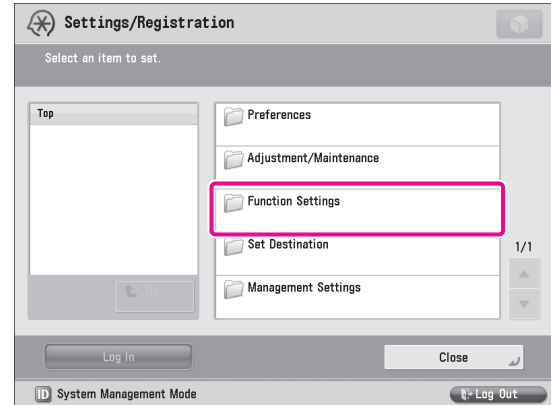 Settings/Registration
Select an item to set.
Top
Preferences
Adjustment/Maintenance
Function Settings
Set Destination
1/1
Management Settings
Up
Log In
Close
ID System Management Mode
Log Out